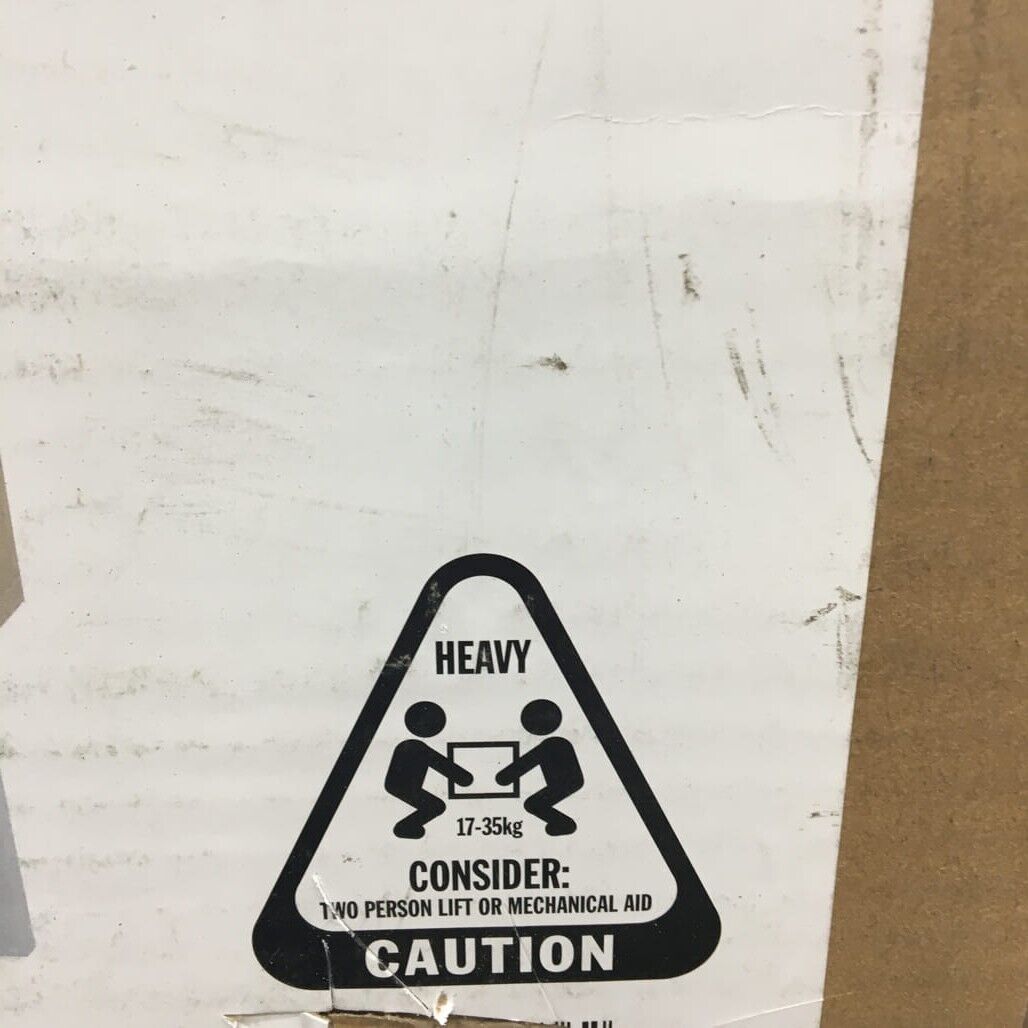 HEAVY
17-35kg
CONSIDER:
TWO PERSON LIFT OR MECHANICAL AID
CAUTION